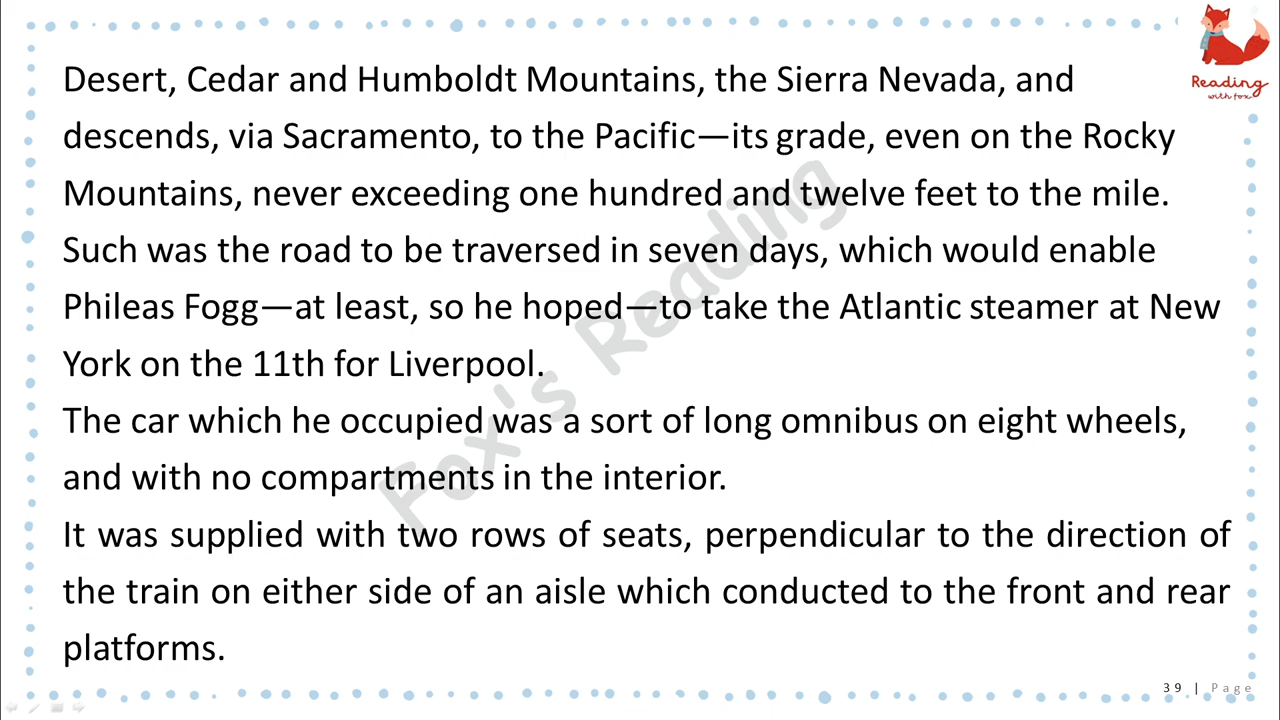 Desert, Cedar and Humboldt Mountains, the Sierra Nevada, and
descends, via Sacramento, to the Pacific—its grade, even on the Rocky
Mountains, never exceeding one hundred and twelve feet to the mile.
Such was the road to be traversed in seven days, which would enable
Phileas Fogg—at least, so he hoped—to take the Atlantic steamer at New
York on the 11th for Liverpool.
The car which he occupied was a sort of long omnibus on eight wheels,
and with no compartments in the interior.
It was supplied with two rows of seats, perpendicular to the direction of
the train on either side of an aisle which conducted to the front and rear
platforms.
Reading
with fox
Fox's Reading
39 | Page